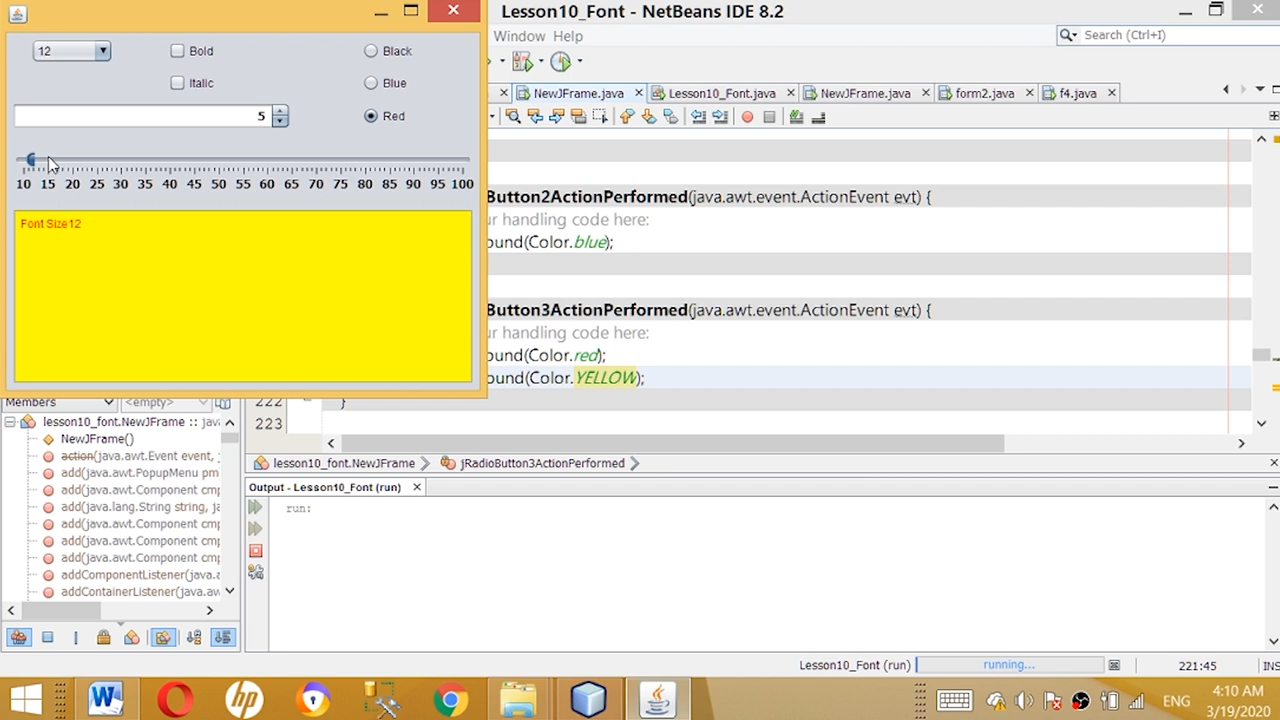 Lesson10_Font - NetBeans IDE 8.2
Window Help
Search (Ctrl+I)
12
Bold
Black
Italic
Blue
5
Red
10 15 20 25 30 35 40 45 50 55 60 65 70 75 80 85 90 95 100
Font Size12
NewJFrame.java
Lesson10_Font.java
NewJFrame.java
form2.java
f4.java
Button2ActionPerformed(java.awt.event.ActionEvent evt) {
ur handling code here:
ound(Color.blue);
Button3ActionPerformed(java.awt.event.ActionEvent evt) {
ur handling code here:
ound(Color.red);
ound(Color.YELLOW);
222 }
223
Members
<empty>
lesson10_font.NewJFrame :: java
NewJFrame()
action(java.awt.Event event,
add(java.awt.PopupMenu pm
add(java.awt.Component cmp
add(java.lang.String string, ja
add(java.awt.Component cmp
add(java.awt.Component cmp
add(java.awt.Component cmp
addComponentListener(java.a
addContainerListener(java.aw
lesson10_font.NewJFrame
jRadioButton3ActionPerformed
Output - Lesson10_Font (run)
run:
Lesson10_Font (run)
running...
221:45
INS
ENG
4:10 AM
3/19/2020